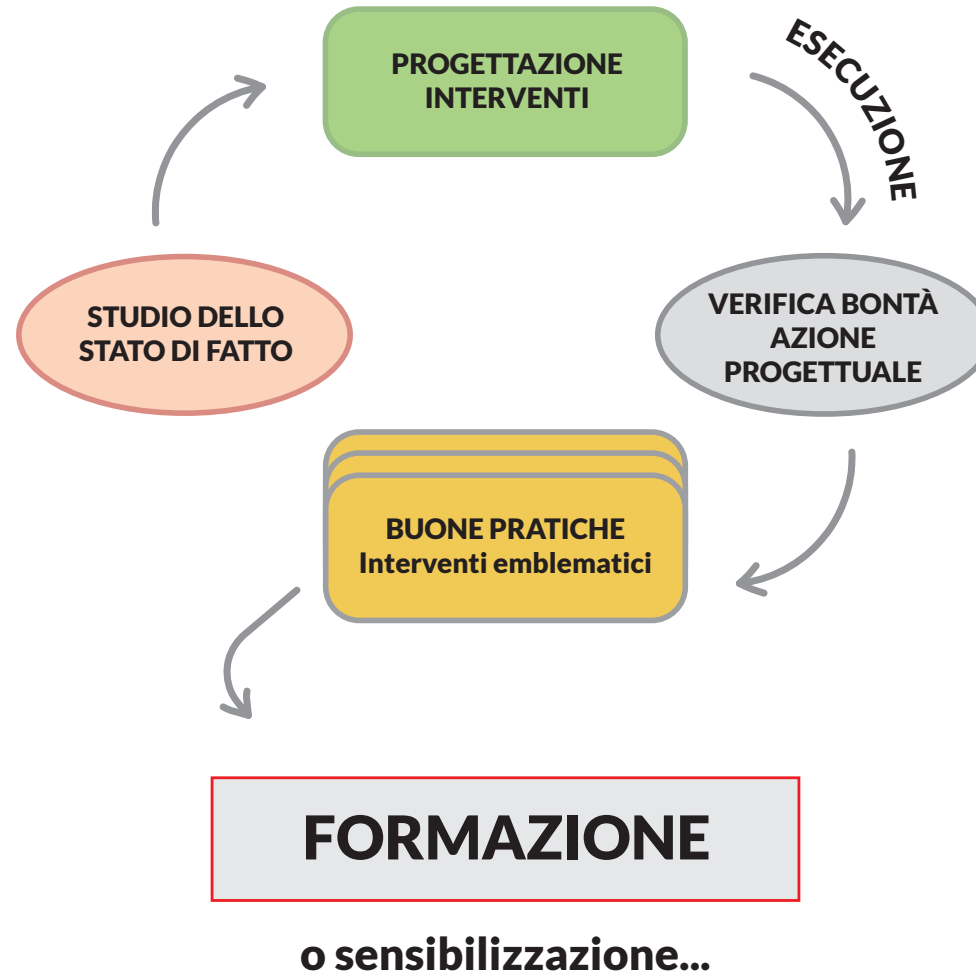 PROGETTAZIONE
INTERVENTI
ESECUZIONE
STUDIO DELLO
STATO DI FATTO
VERIFICA BONTÀ
AZIONE
PROGETTUALE
BUONE PRATICHE
Interventi emblematici
FORMAZIONE
o sensibilizzazione...